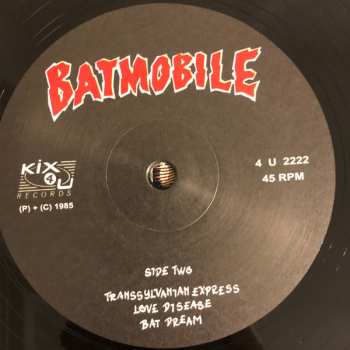 BATMOBILE
KIX
4 U
RECORDS
(P) + (C) 1985
4 U 2222
45 RPM
SIDE TWO
TRANSSYLVANIAN EXPRESS
LOVE DISEASE
BAT DREAM